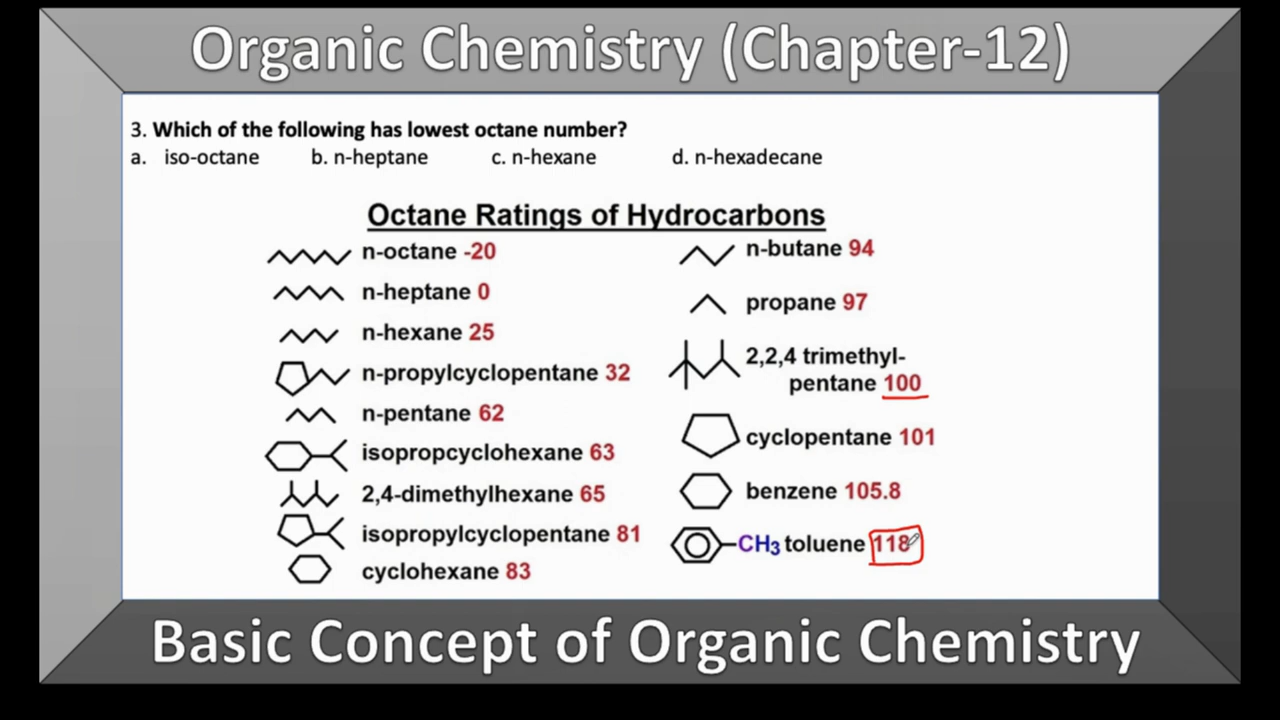 Organic Chemistry (Chapter-12)
3. Which of the following has lowest octane number?
a. iso-octane b. n-heptane c. n-hexane d. n-hexadecane
Octane Ratings of Hydrocarbons
n-octane -20
n-heptane 0
n-hexane 25
n-propylcyclopentane 32
n-pentane 62
isopropcyclohexane 63
2,4-dimethylhexane 65
isopropylcyclopentane 81
cyclohexane 83
n-butane 94
propane 97
2,2,4 trimethyl-
pentane 100
cyclopentane 101
benzene 105.8
CH3 toluene 118
Basic Concept of Organic Chemistry